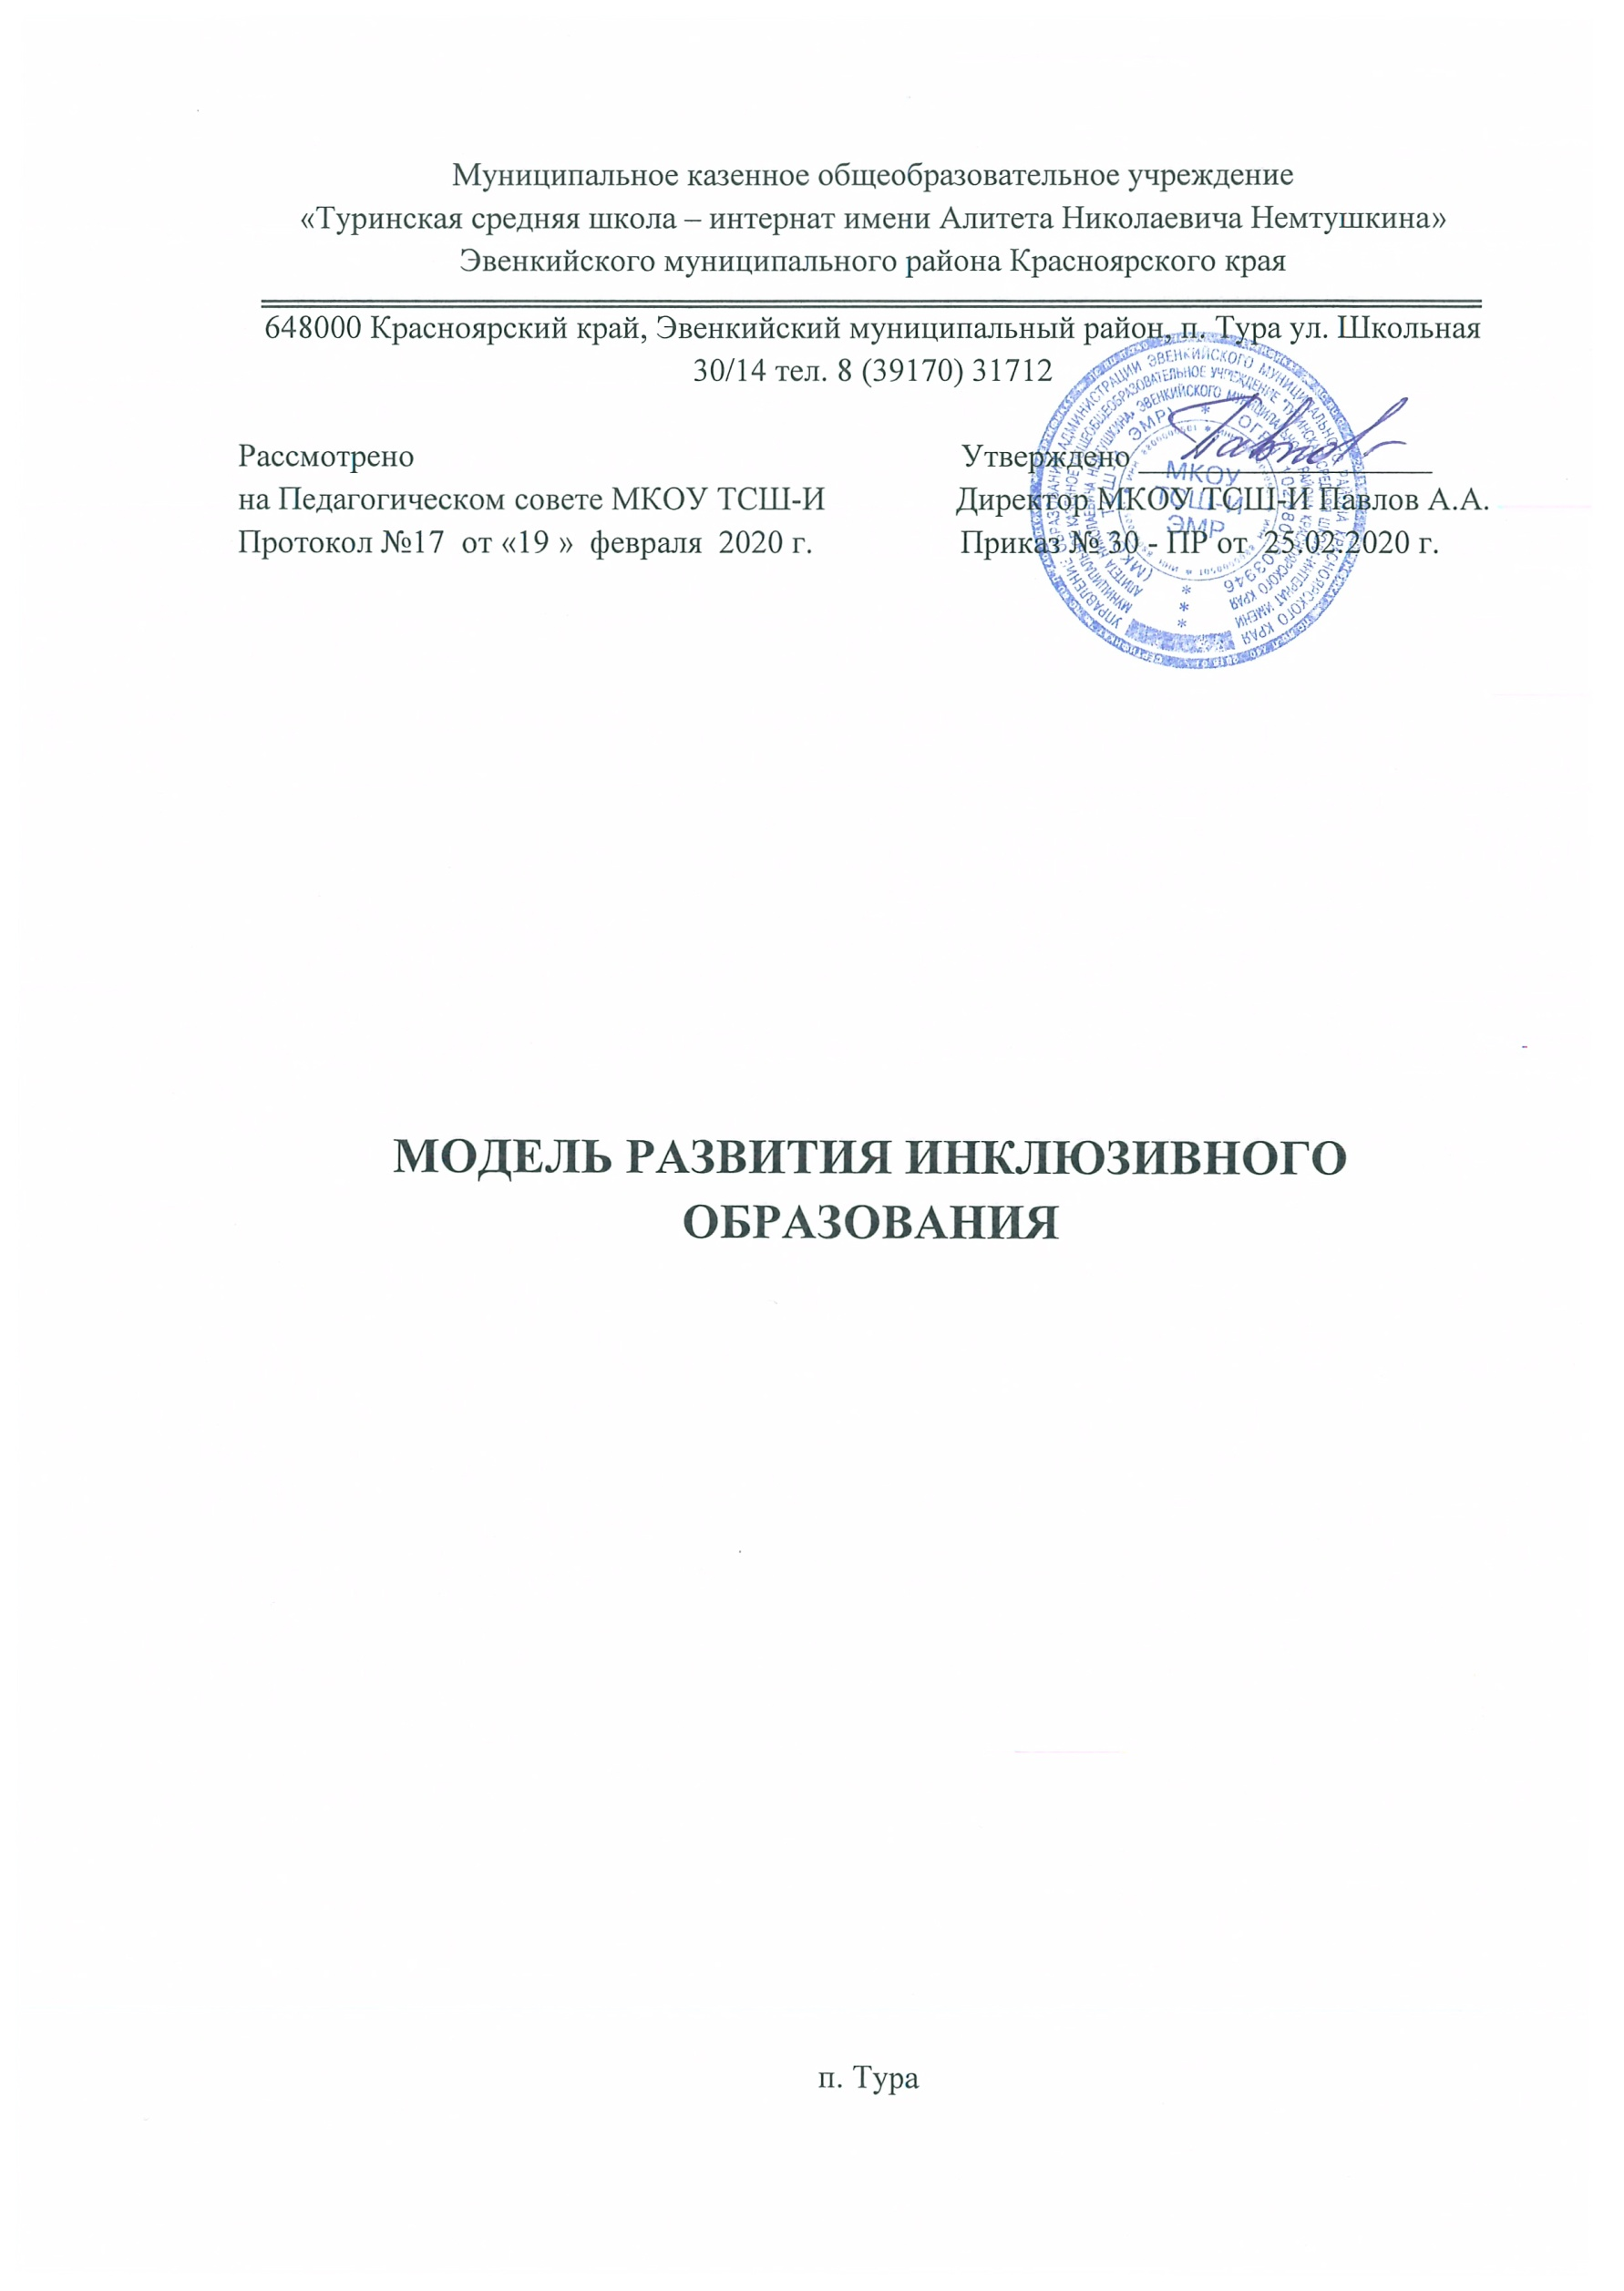 Муниципальное казенное общеобразовательное учреждение
«Туринская средняя школа – интернат имени Алитета Николаевича Немтушкина»
Эвенкийского муниципального района Красноярского края
648000 Красноярский край, Эвенкийский муниципальный район, п. Тура ул. Школьная
30/14 тел. 8 (39170) 31712
Рассмотрено
на Педагогическом совете МКОУ ТСШ-И
Протокол №17 от «19 » февраля 2020 г.
Утверждено
Директор МКОУ ТСШ-И Павлов А.А.
Приказ № 30 - ПР от 25.02.2020 г.
МКОУ
ТСШ-И
ЭМР
МОДЕЛЬ РАЗВИТИЯ ИНКЛЮЗИВНОГО
ОБРАЗОВАНИЯ
п. Тура